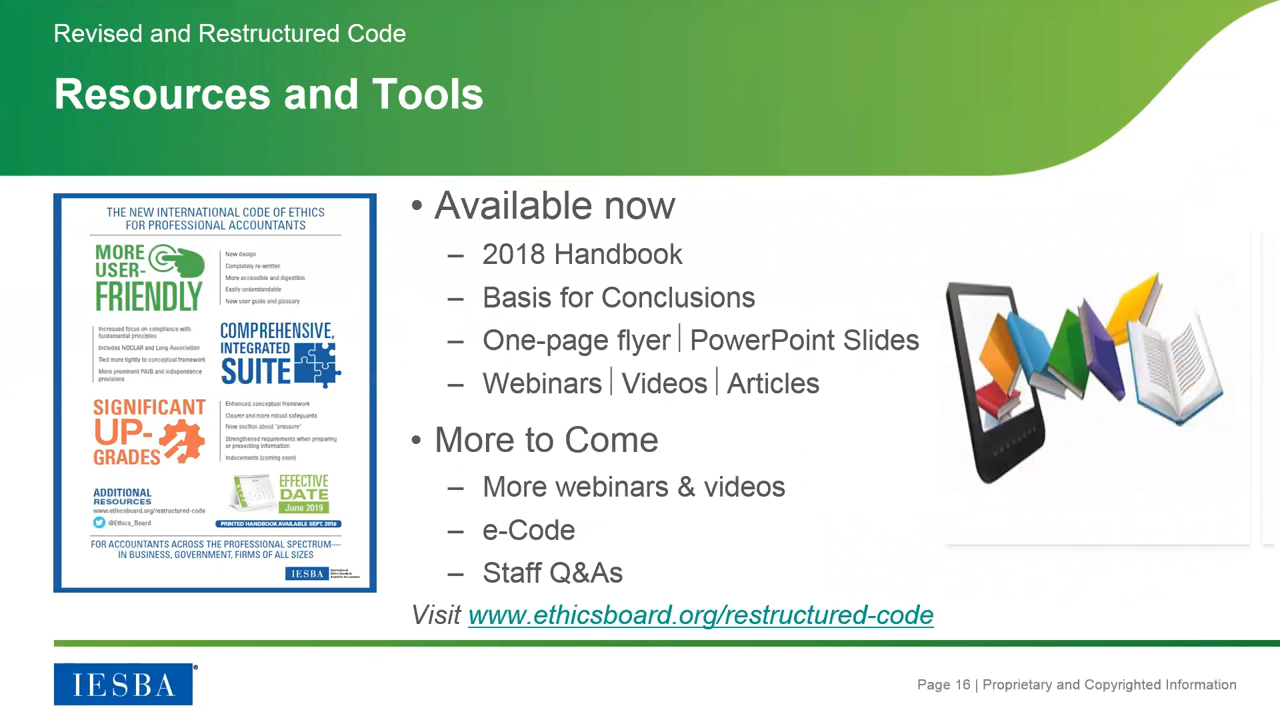 Revised and Restructured Code
Resources and Tools
THE NEW INTERNATIONAL CODE OF ETHICS
FOR PROFESSIONAL ACCOUNTANTS
MORE
USER-
FRIENDLY
New design
Completely re-written
More accessible and digestible
Easily understandable
New user guide and glossary
Increased focus on compliance with
fundamental principles
Includes NOCLAR and Long Association
Tied more tightly to conceptual framework
More prominent PAIB and independence
provisions
COMPREHENSIVE,
INTEGRATED
SUITE
SIGNIFICANT
UP-
GRADES
Enhanced conceptual framework
Clearer and more robust safeguards
New section about "pressure"
Strengthened requirements when preparing
or presenting information
Inducements (coming soon)
ADDITIONAL
RESOURCES
www.ethicsboard.org/restructured-code
@Ethics_Board
EFFECTIVE
DATE
June 2019
PRINTED HANDBOOK AVAILABLE SEPT. 2018
FOR ACCOUNTANTS ACROSS THE PROFESSIONAL SPECTRUM—
IN BUSINESS, GOVERNMENT, FIRMS OF ALL SIZES
IESBA
• Available now
– 2018 Handbook
– Basis for Conclusions
– One-page flyer | PowerPoint Slides
– Webinars | Videos | Articles
• More to Come
– More webinars & videos
– e-Code
– Staff Q&As
Visit www.ethicsboard.org/restructured-code
IESBA®
Page 16 | Proprietary and Copyrighted Information